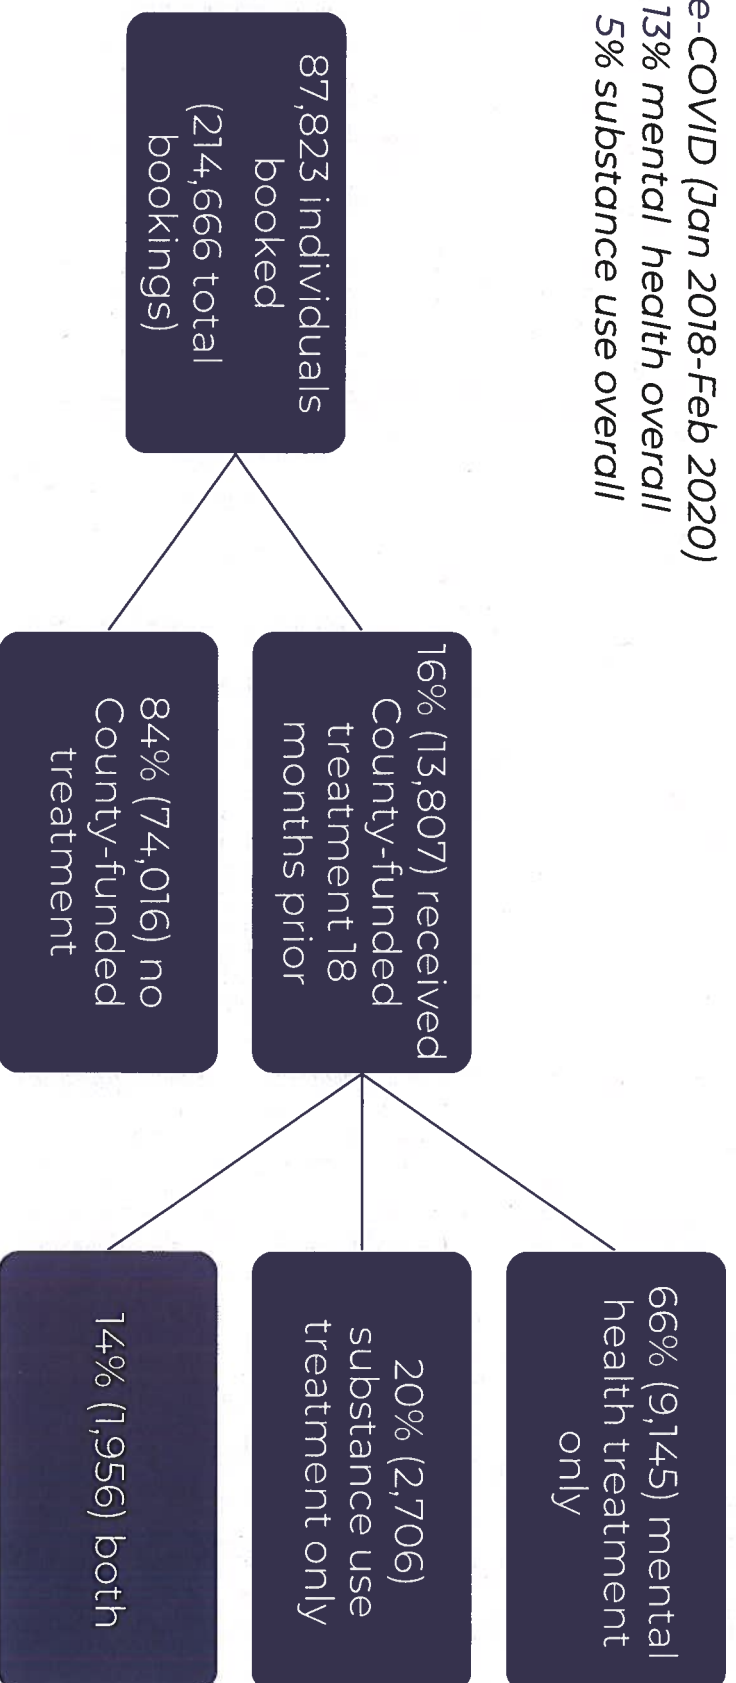 e-COVID (Jan 2018-Feb 2020)
13% mental health overall
5% substance use overall
87,823 individuals
booked
(214,666 total
bookings)
16% (13,807) received
County-funded
treatment 18
months prior
84% (74,016) no
County-funded
treatment
66% (9,145) mental
health treatment
only
20% (2,706)
substance use
treatment only
14% (1,956) both